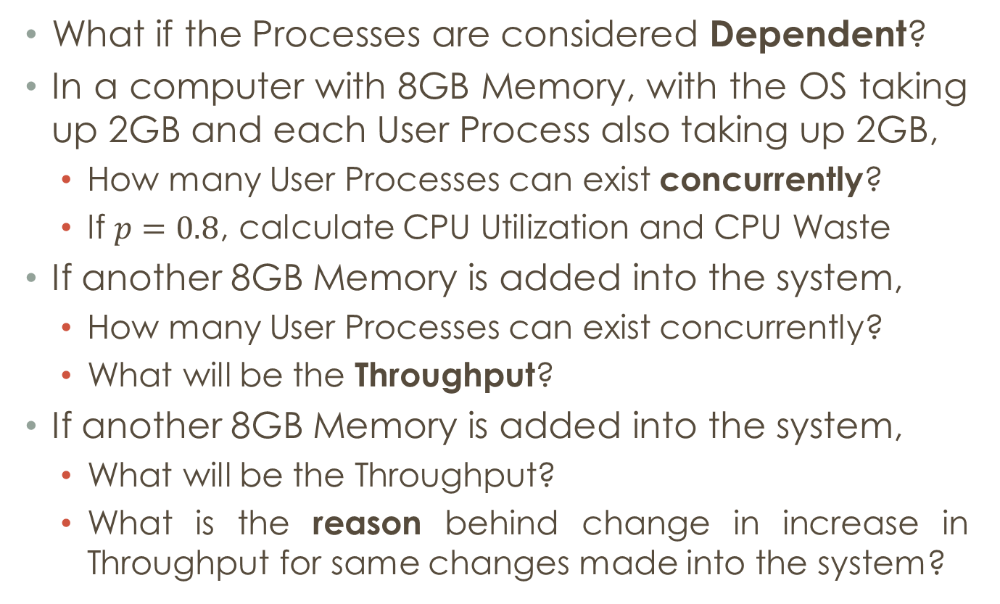 • What if the Processes are considered Dependent?
• In a computer with 8GB Memory, with the OS taking
up 2GB and each User Process also taking up 2GB,
• How many User Processes can exist concurrently?
• If p = 0.8, calculate CPU Utilization and CPU Waste
• If another 8GB Memory is added into the system,
• How many User Processes can exist concurrently?
• What will be the Throughput?
• If another 8GB Memory is added into the system,
• What will be the Throughput?
• What is the reason behind change in increase in
Throughput for same changes made into the system?